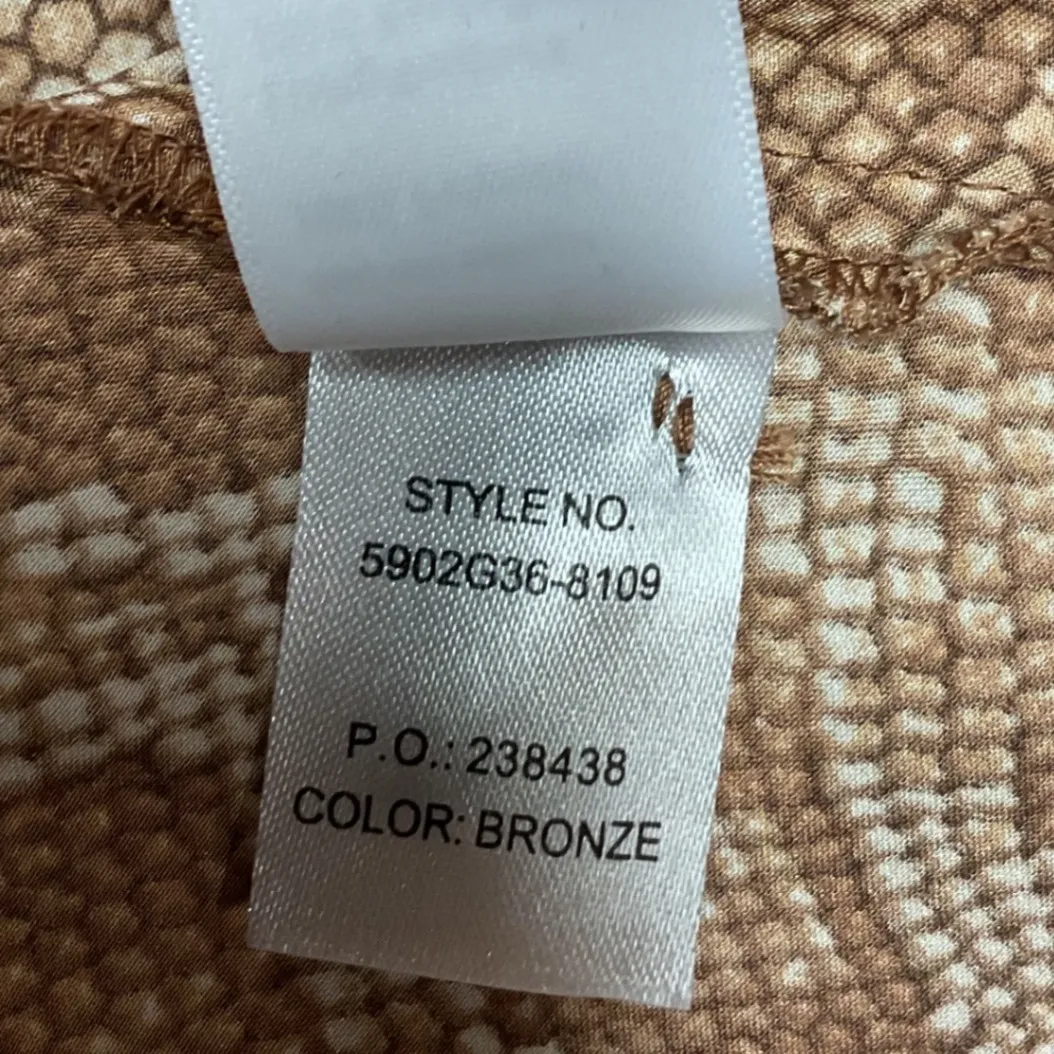 STYLE NO.
5902G36-8109
P.O.: 238438
COLOR: BRONZE